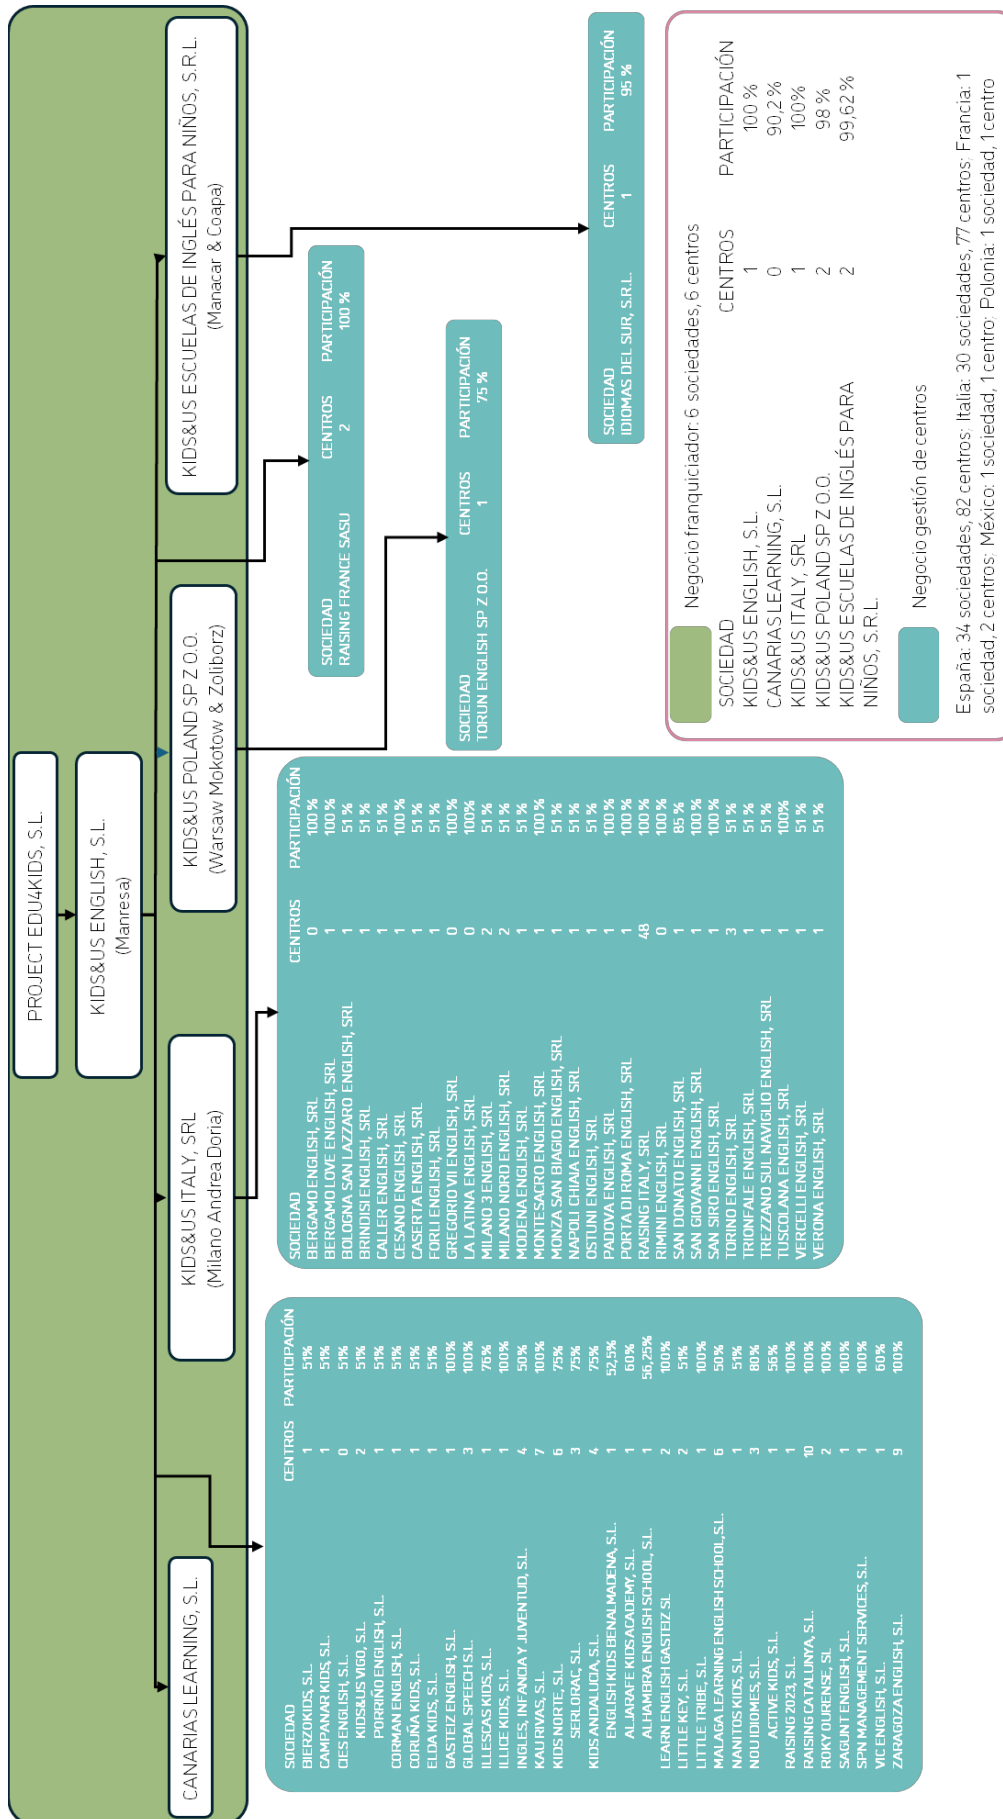 PROJECT EDU4KIDS, S.L.
KIDS&US ENGLISH, S.L.
(Manresa)
CANARIAS LEARNING, S.L.
KIDS&US ITALY, SRL
(Milano Andrea Doria)
KIDS&US POLAND SP Z O.O.
(Warsaw Mokotow & Zoliborz)
KIDS&US ESCUELAS DE INGLÉS PARA NIÑOS, S.R.L.
(Manacar & Coapa)
SOCIEDAD CENTROS PARTICIPACIÓN
BIERZOKIDS, S.L. 1 51%
CAMPANAR KIDS, S.L. 1 51%
CIES ENGLISH, S.L. 0 51%
KIDS&US VIGO, S.L. 2 51%
PORRIÑO ENGLISH, S.L. 1 51%
CORMAN ENGLISH, S.L. 1 51%
CORUÑA KIDS, S.L. 1 51%
ELDA KIDS, S.L. 1 51%
GASTEIZ ENGLISH, S.L. 1 100%
GLOBAL SPEECH S.L. 3 100%
ILLESCAS KIDS, S.L. 1 76%
ILLICE KIDS, S.L. 1 100%
INGLES, INFANCIA Y JUVENTUD, S.L. 4 50%
KAURIVAS, S.L. 7 100%
KIDS NORTE, S.L. 6 75%
SERLORAC, S.L. 3 75%
KIDS ANDALUCIA, S.L. 4 75%
ENGLISH KIDS BENALMADENA, S.L. 1 52,5%
ALJARAFE KIDS ACADEMY, S.L. 1 60%
ALHAMBRA ENGLISH SCHOOL, S.L. 1 56,25%
LEARN ENGLISH GASTEIZ SL 2 100%
LITTLE KEY, S.L. 2 51%
LITTLE TRIBE, S.L. 1 100%
MALAGA LEARNING ENGLISH SCHOOL, S.L. 6 50%
NANITOS KIDS, S.L. 1 51%
NOUDIOMES, S.L. 3 80%
ACTIVE KIDS, S.L. 1 56%
RAISING 2023, S.L. 1 100%
RAISING CATALUNYA, S.L. 10 100%
ROKY OURENSE, SL 2 100%
SAGUNT ENGLISH, S.L. 1 100%
SPN MANAGEMENT SERVICES, S.L. 1 100%
VIC ENGLISH, S.L. 1 60%
ZARAGOZA ENGLISH, S.L. 9 100%
SOCIEDAD CENTROS PARTICIPACIÓN
BERGAMO ENGLISH, SRL 0 100 %
BERGAMO LOVE ENGLISH, SRL 1 100 %
BOLOGNA SAN LAZZARO ENGLISH, SRL 1 51 %
BRINDISI ENGLISH, SRL 1 51 %
CALLER ENGLISH, SRL 1 51 %
CESANO ENGLISH, SRL 1 100 %
CASERTA ENGLISH, SRL 1 51 %
FORLI ENGLISH, SRL 1 51 %
GREGORIO VII ENGLISH, SRL 0 100 %
LA LATINA ENGLISH, SRL 0 100%
MILANO 3 ENGLISH, SRL 2 51 %
MILANO NORD ENGLISH, SRL 2 51 %
MODENA ENGLISH, SRL 1 51 %
MONTESACRO ENGLISH, SRL 1 100 %
MONZA SAN BIAGIO ENGLISH, SRL 1 51 %
NAPOLI CHIAIA ENGLISH, SRL 1 51 %
OSTUNI ENGLISH, SRL 1 51 %
PADOVA ENGLISH, SRL 1 100 %
PORTA DI ROMA ENGLISH, SRL 1 100 %
RAISING ITALY, SRL 48 100 %
RIMINI ENGLISH, SRL 0 100 %
SAN DONATO ENGLISH, SRL 1 85 %
SAN GIOVANNI ENGLISH, SRL 1 100 %
SAN SIRO ENGLISH, SRL 1 100 %
TORINO ENGLISH, SRL 3 51 %
TRIONFALE ENGLISH, SRL 1 51 %
TREZZANO SUL NAVIGLIO ENGLISH, SRL 1 51 %
TUSCOLANA ENGLISH, SRL 1 100%
VERCELLI ENGLISH, SRL 1 51 %
VERONA ENGLISH, SRL 1 51 %
SOCIEDAD CENTROS PARTICIPACIÓN
RAISING FRANCE SASU 2 100 %
SOCIEDAD CENTROS PARTICIPACIÓN
TORUN ENGLISH SP Z O.O. 1 75 %
SOCIEDAD CENTROS PARTICIPACIÓN
IDIOMAS DEL SUR, S.R.L. 1 95 %
Negocio franquiciador: 6 sociedades, 6 centros
SOCIEDAD CENTROS PARTICIPACIÓN
KIDS&US ENGLISH, S.L. 1 100 %
CANARIAS LEARNING, S.L. 0 90,2 %
KIDS&US ITALY, SRL 1 100%
KIDS&US POLAND SP Z O.O. 2 98 %
KIDS&US ESCUELAS DE INGLÉS PARA 2 99,62 %
NIÑOS, S.R.L.
Negocio gestión de centros
España: 34 sociedades, 82 centros; Italia: 30 sociedades, 77 centros; Francia: 1
sociedad, 2 centros; México: 1 sociedad, 1 centro; Polonia: 1 sociedad, 1 centro